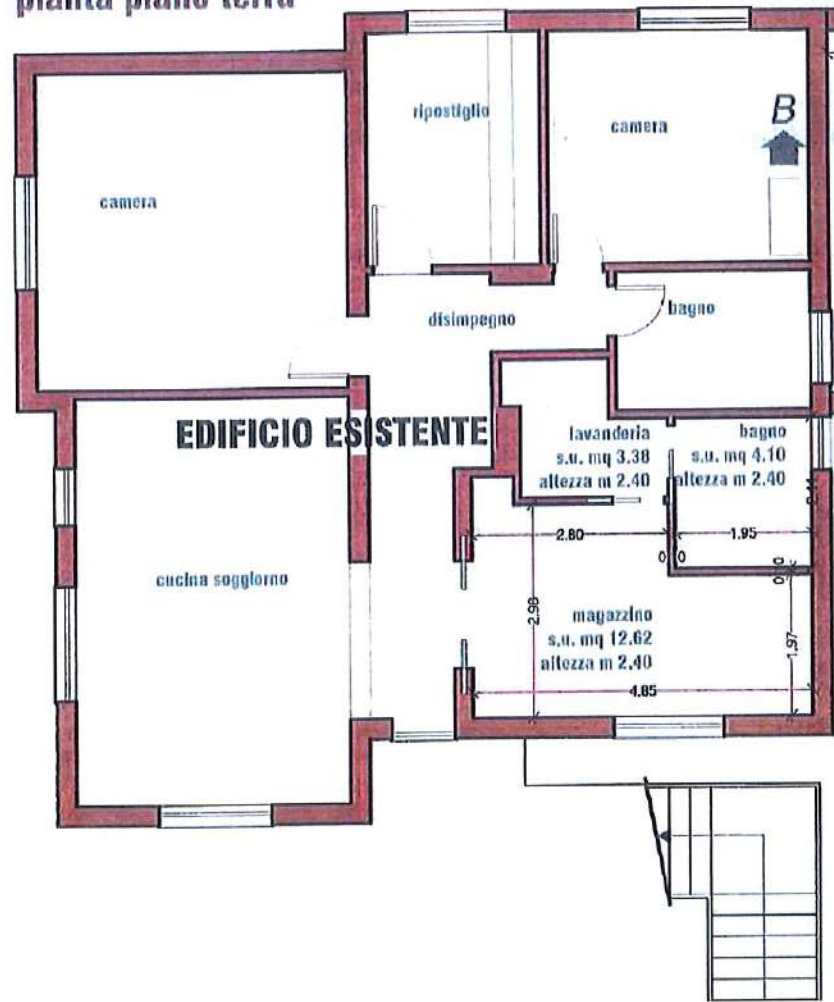 pianta piano terra
ripostiglio
camera
B
camera
disimpegno
bagno
EDIFICIO ESISTENTE
lavanderia
s.u. mq 3.38
altezza m 2.40
bagno
s.u. mq 4.10
altezza m 2.40
2.80
1.95
cucina soggiorno
2.98
magazzino
s.u. mq 12.62
altezza m 2.40
1.97
4.85